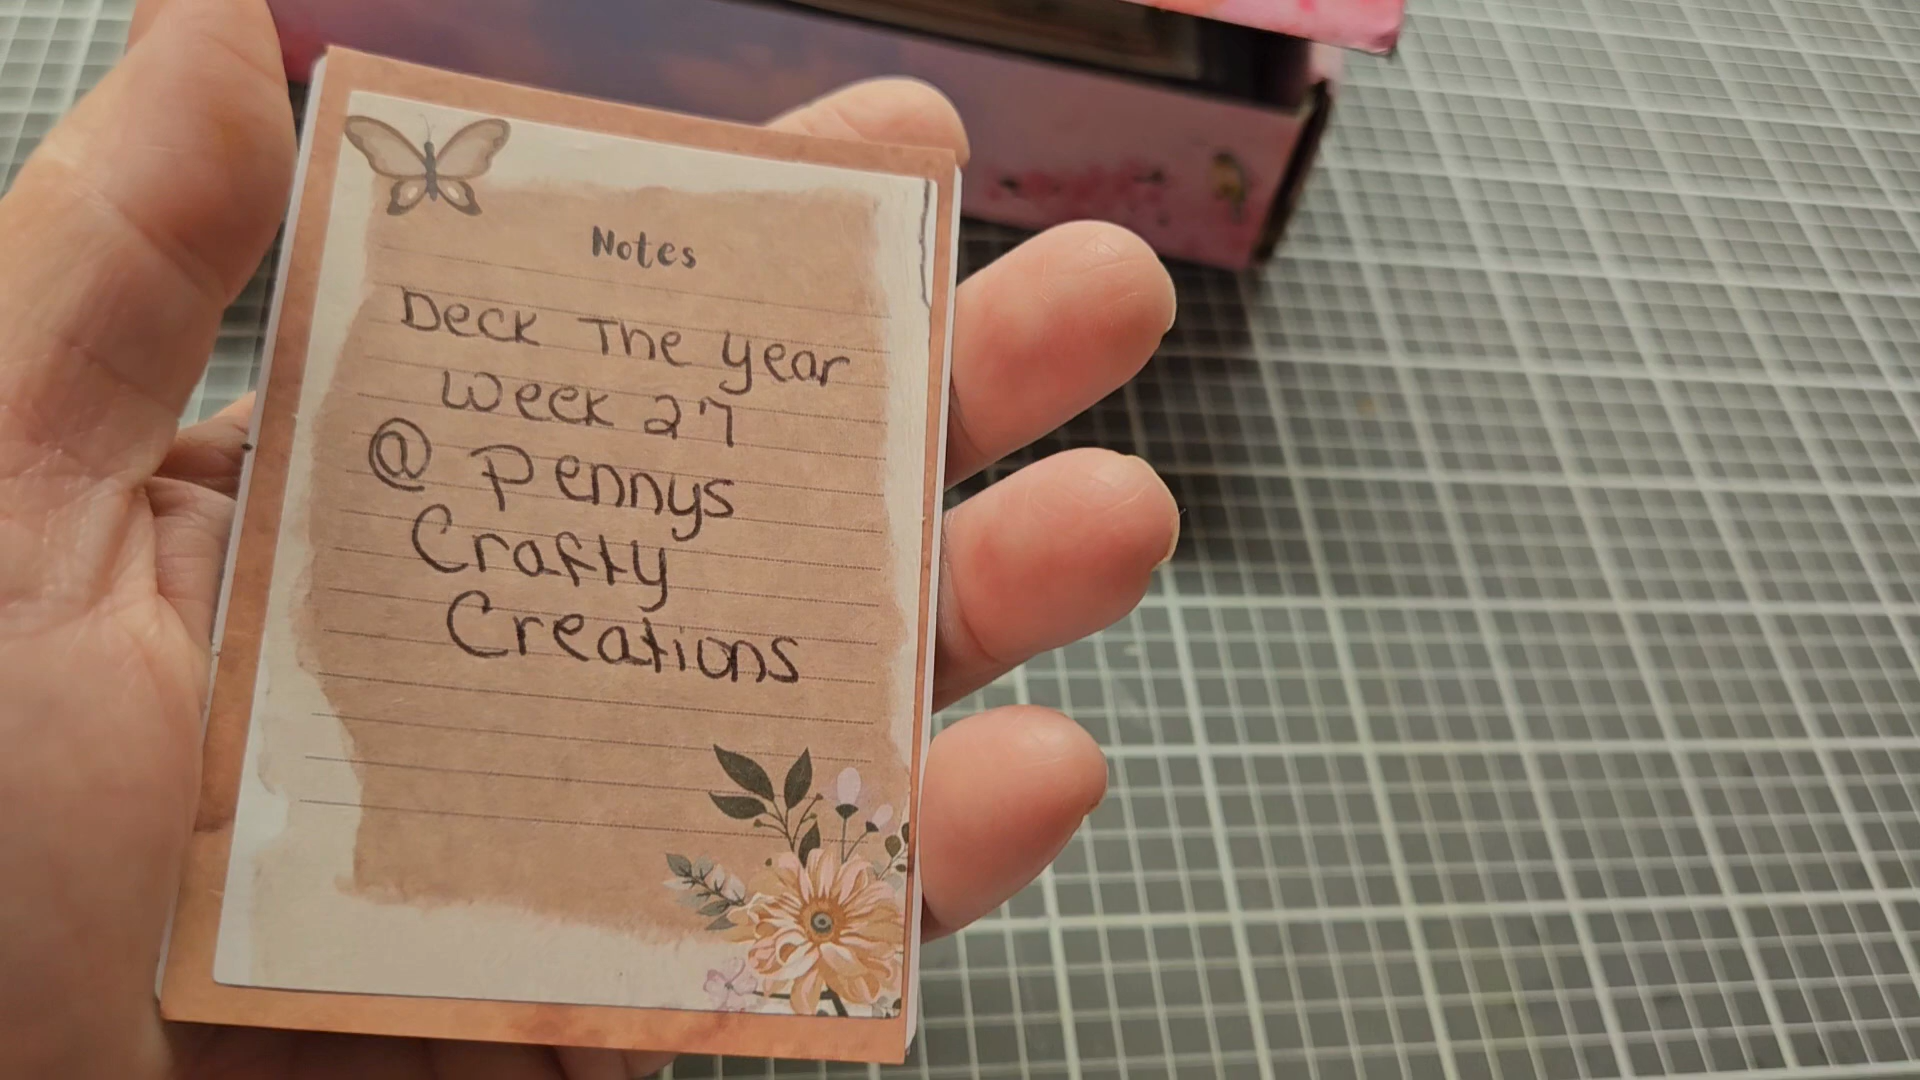 Notes
Deck The year
Week 27
@ Pennys
Crafty
Creations